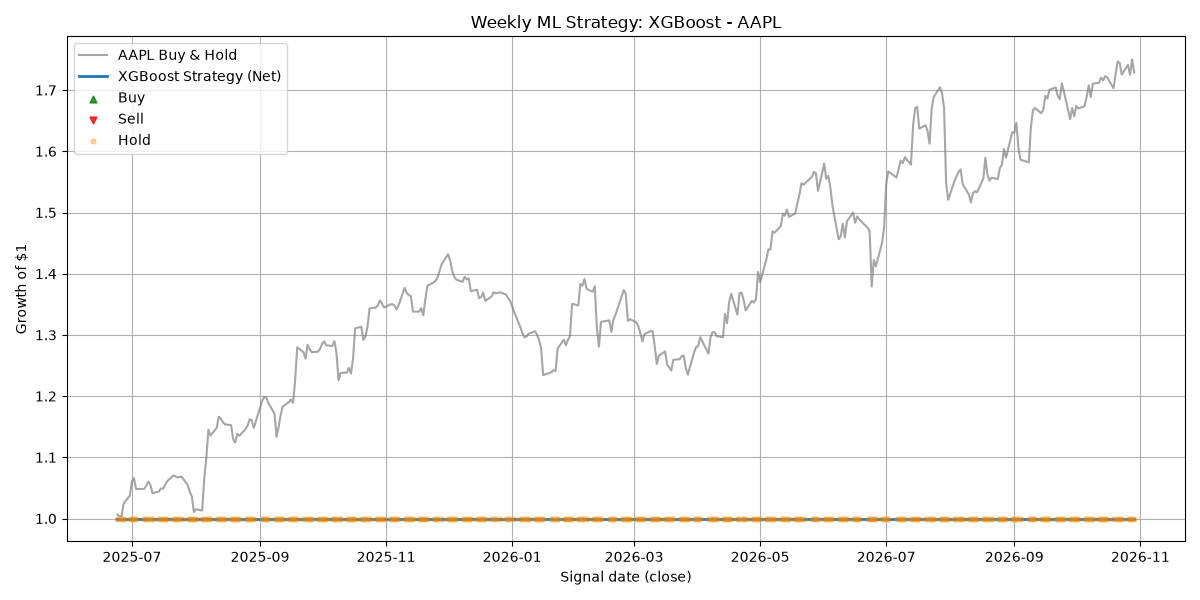 Weekly ML Strategy: XGBoost - AAPL
AAPL Buy & Hold
XGBoost Strategy (Net)
Buy
Sell
Hold
Growth of $1
1.7
1.6
1.5
1.4
1.3
1.2
1.1
1.0
2025-07
2025-09
2025-11
2026-01
2026-03
2026-05
2026-07
2026-09
2026-11
Signal date (close)